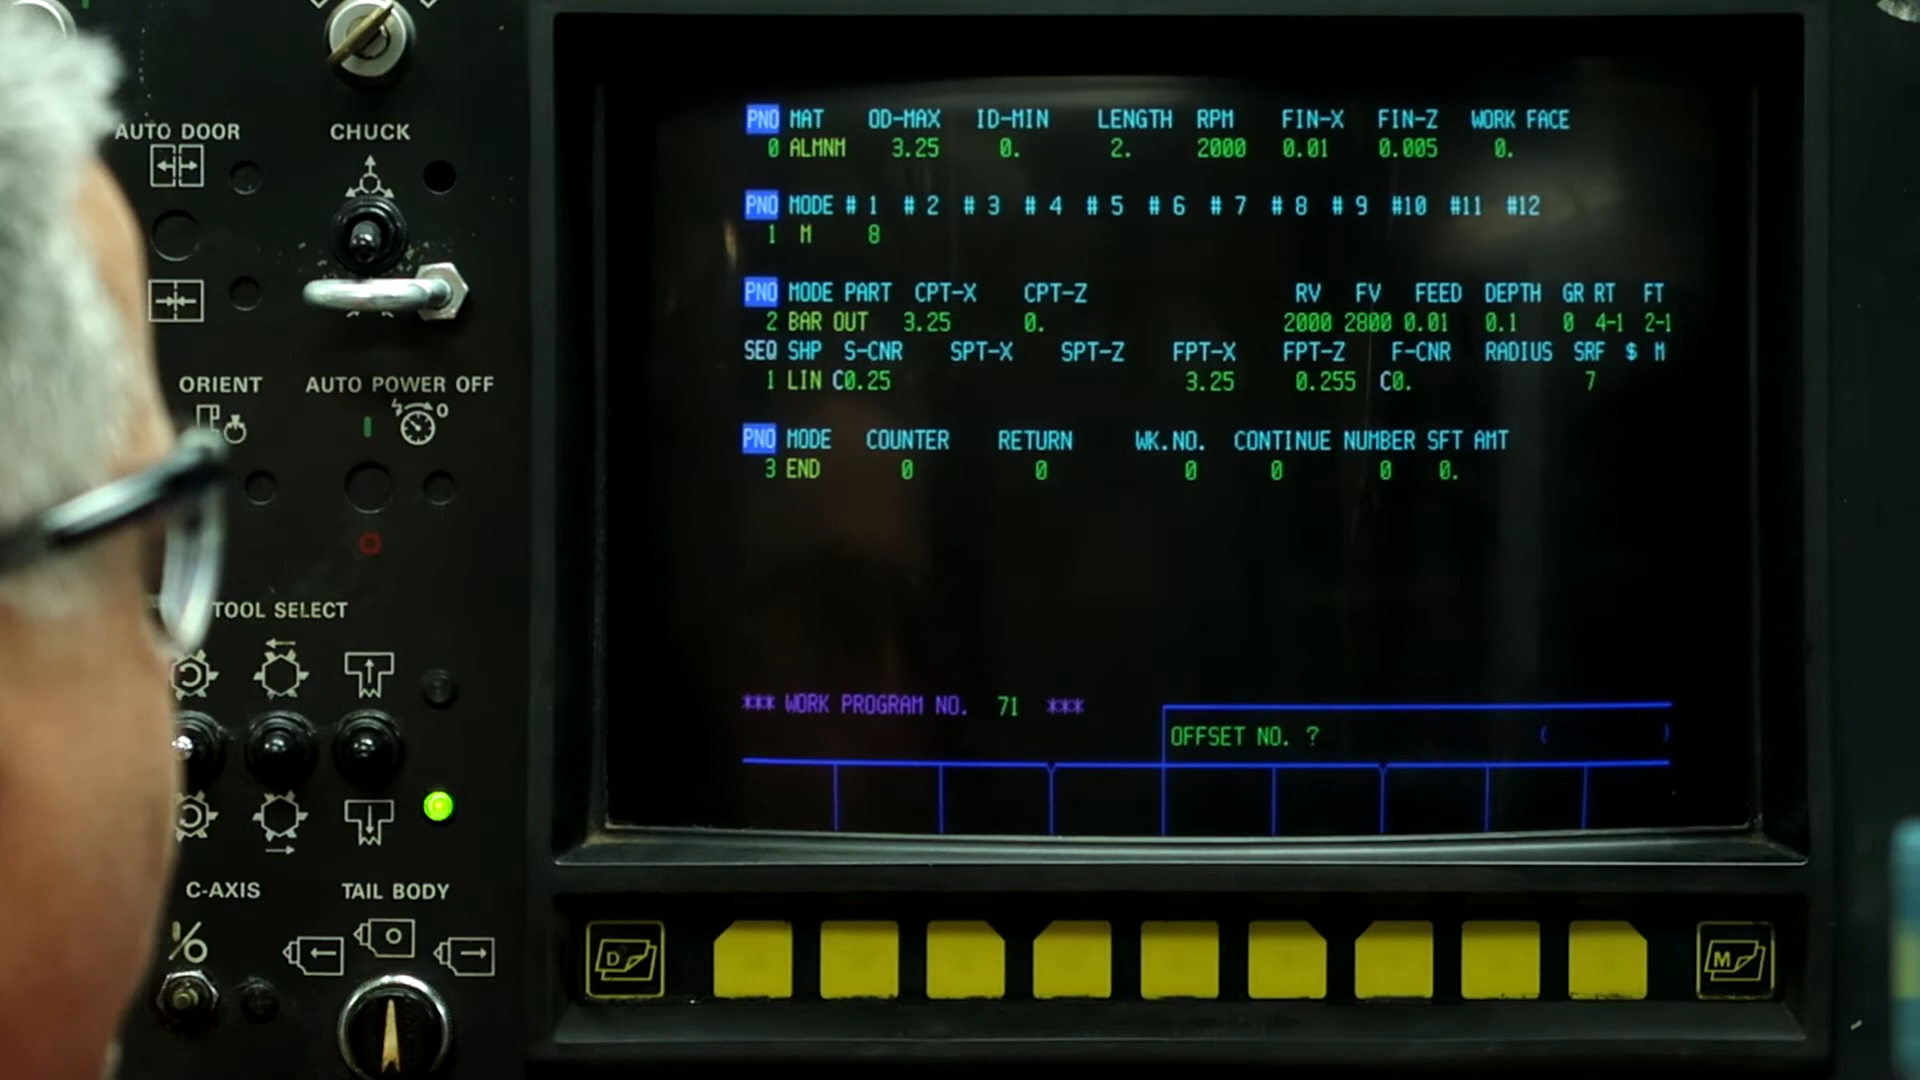 AUTO DOOR
CHUCK
ORIENT
AUTO POWER OFF
TOOL SELECT
C-AXIS
TAIL BODY
PNO MAT OD-MAX ID-MIN LENGTH RPM FIN-X FIN-Z WORK FACE
0 ALMNM 3.25 0. 2. 2000 0.01 0.005 0.
PNO MODE # 1 # 2 # 3 # 4 # 5 # 6 # 7 # 8 # 9 #10 #11 #12
1 M 8
PNO MODE PART CPT-X CPT-Z RV FV FEED DEPTH GR RT FT
2 BAR OUT 3.25 0. 2000 2800 0.01 0.1 0 4-1 2-1
SEQ SHP S-CNR SPT-X SPT-Z FPT-X FPT-Z F-CNR RADIUS SRF $ M
1 LIN C0.25 3.25 0.255 C0. 7
PNO MODE COUNTER RETURN WK.NO. CONTINUE NUMBER SFT AMT
3 END 0 0 0 0 0 0.
*** WORK PROGRAM NO. 71 ***
OFFSET NO. ? ( )
D
M